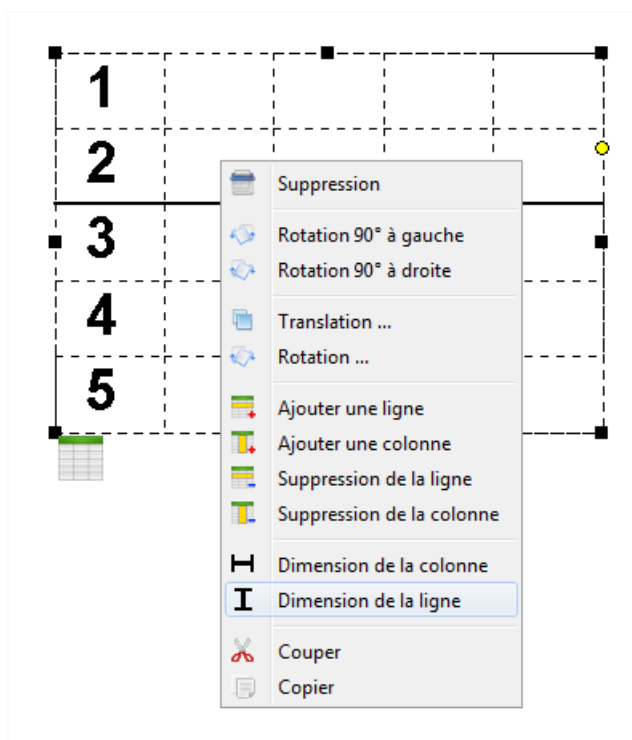 1
2
3
4
5
Suppression
Rotation 90° à gauche
Rotation 90° à droite
Translation ...
Rotation ...
Ajouter une ligne
Ajouter une colonne
Suppression de la ligne
Suppression de la colonne
Dimension de la colonne
Dimension de la ligne
Couper
Copier